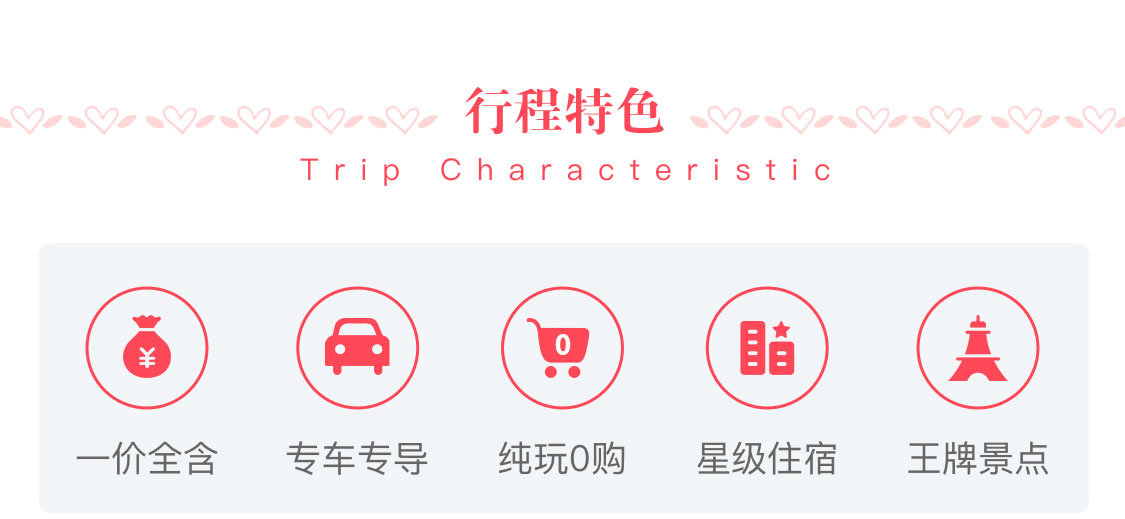 行程特色
Trip Characteristic
¥
0
一价全含
专车专导
纯玩0购
星级住宿
王牌景点